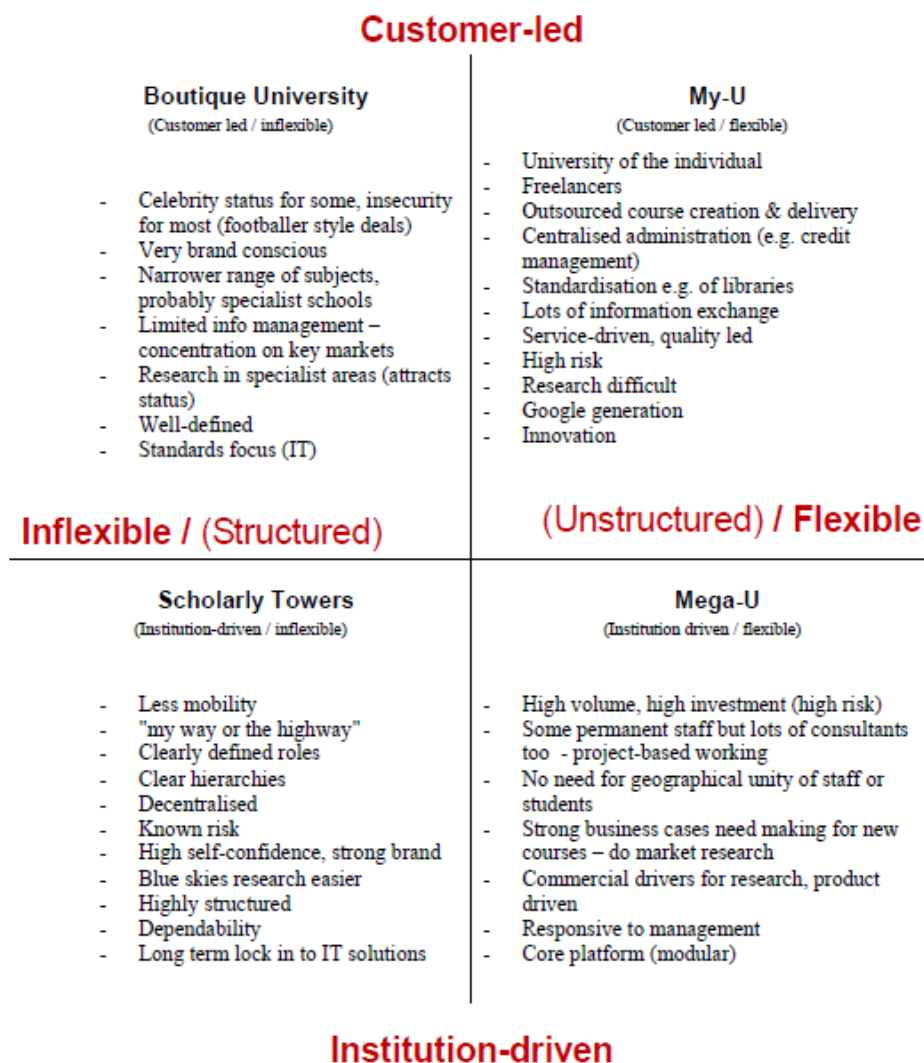 Customer-led
Boutique University
(Customer led / inflexible)
- Celebrity status for some, insecurity
for most (footballer style deals)
- Very brand conscious
- Narrower range of subjects,
probably specialist schools
- Limited info management –
concentration on key markets
- Research in specialist areas (attracts
status)
- Well-defined
- Standards focus (IT)
My-U
(Customer led / flexible)
- University of the individual
- Freelancers
- Outsourced course creation & delivery
- Centralised administration (e.g. credit
management)
- Standardisation e.g. of libraries
- Lots of information exchange
- Service-driven, quality led
- High risk
- Research difficult
- Google generation
- Innovation
Inflexible / (Structured)
(Unstructured) / Flexible
Scholarly Towers
(Institution-driven / inflexible)
- Less mobility
- "my way or the highway"
- Clearly defined roles
- Clear hierarchies
- Decentralised
- Known risk
- High self-confidence, strong brand
- Blue skies research easier
- Highly structured
- Dependability
- Long term lock in to IT solutions
Mega-U
(Institution driven / flexible)
- High volume, high investment (high risk)
- Some permanent staff but lots of consultants
too - project-based working
- No need for geographical unity of staff or
students
- Strong business cases need making for new
courses – do market research
- Commercial drivers for research, product
driven
- Responsive to management
- Core platform (modular)
Institution-driven